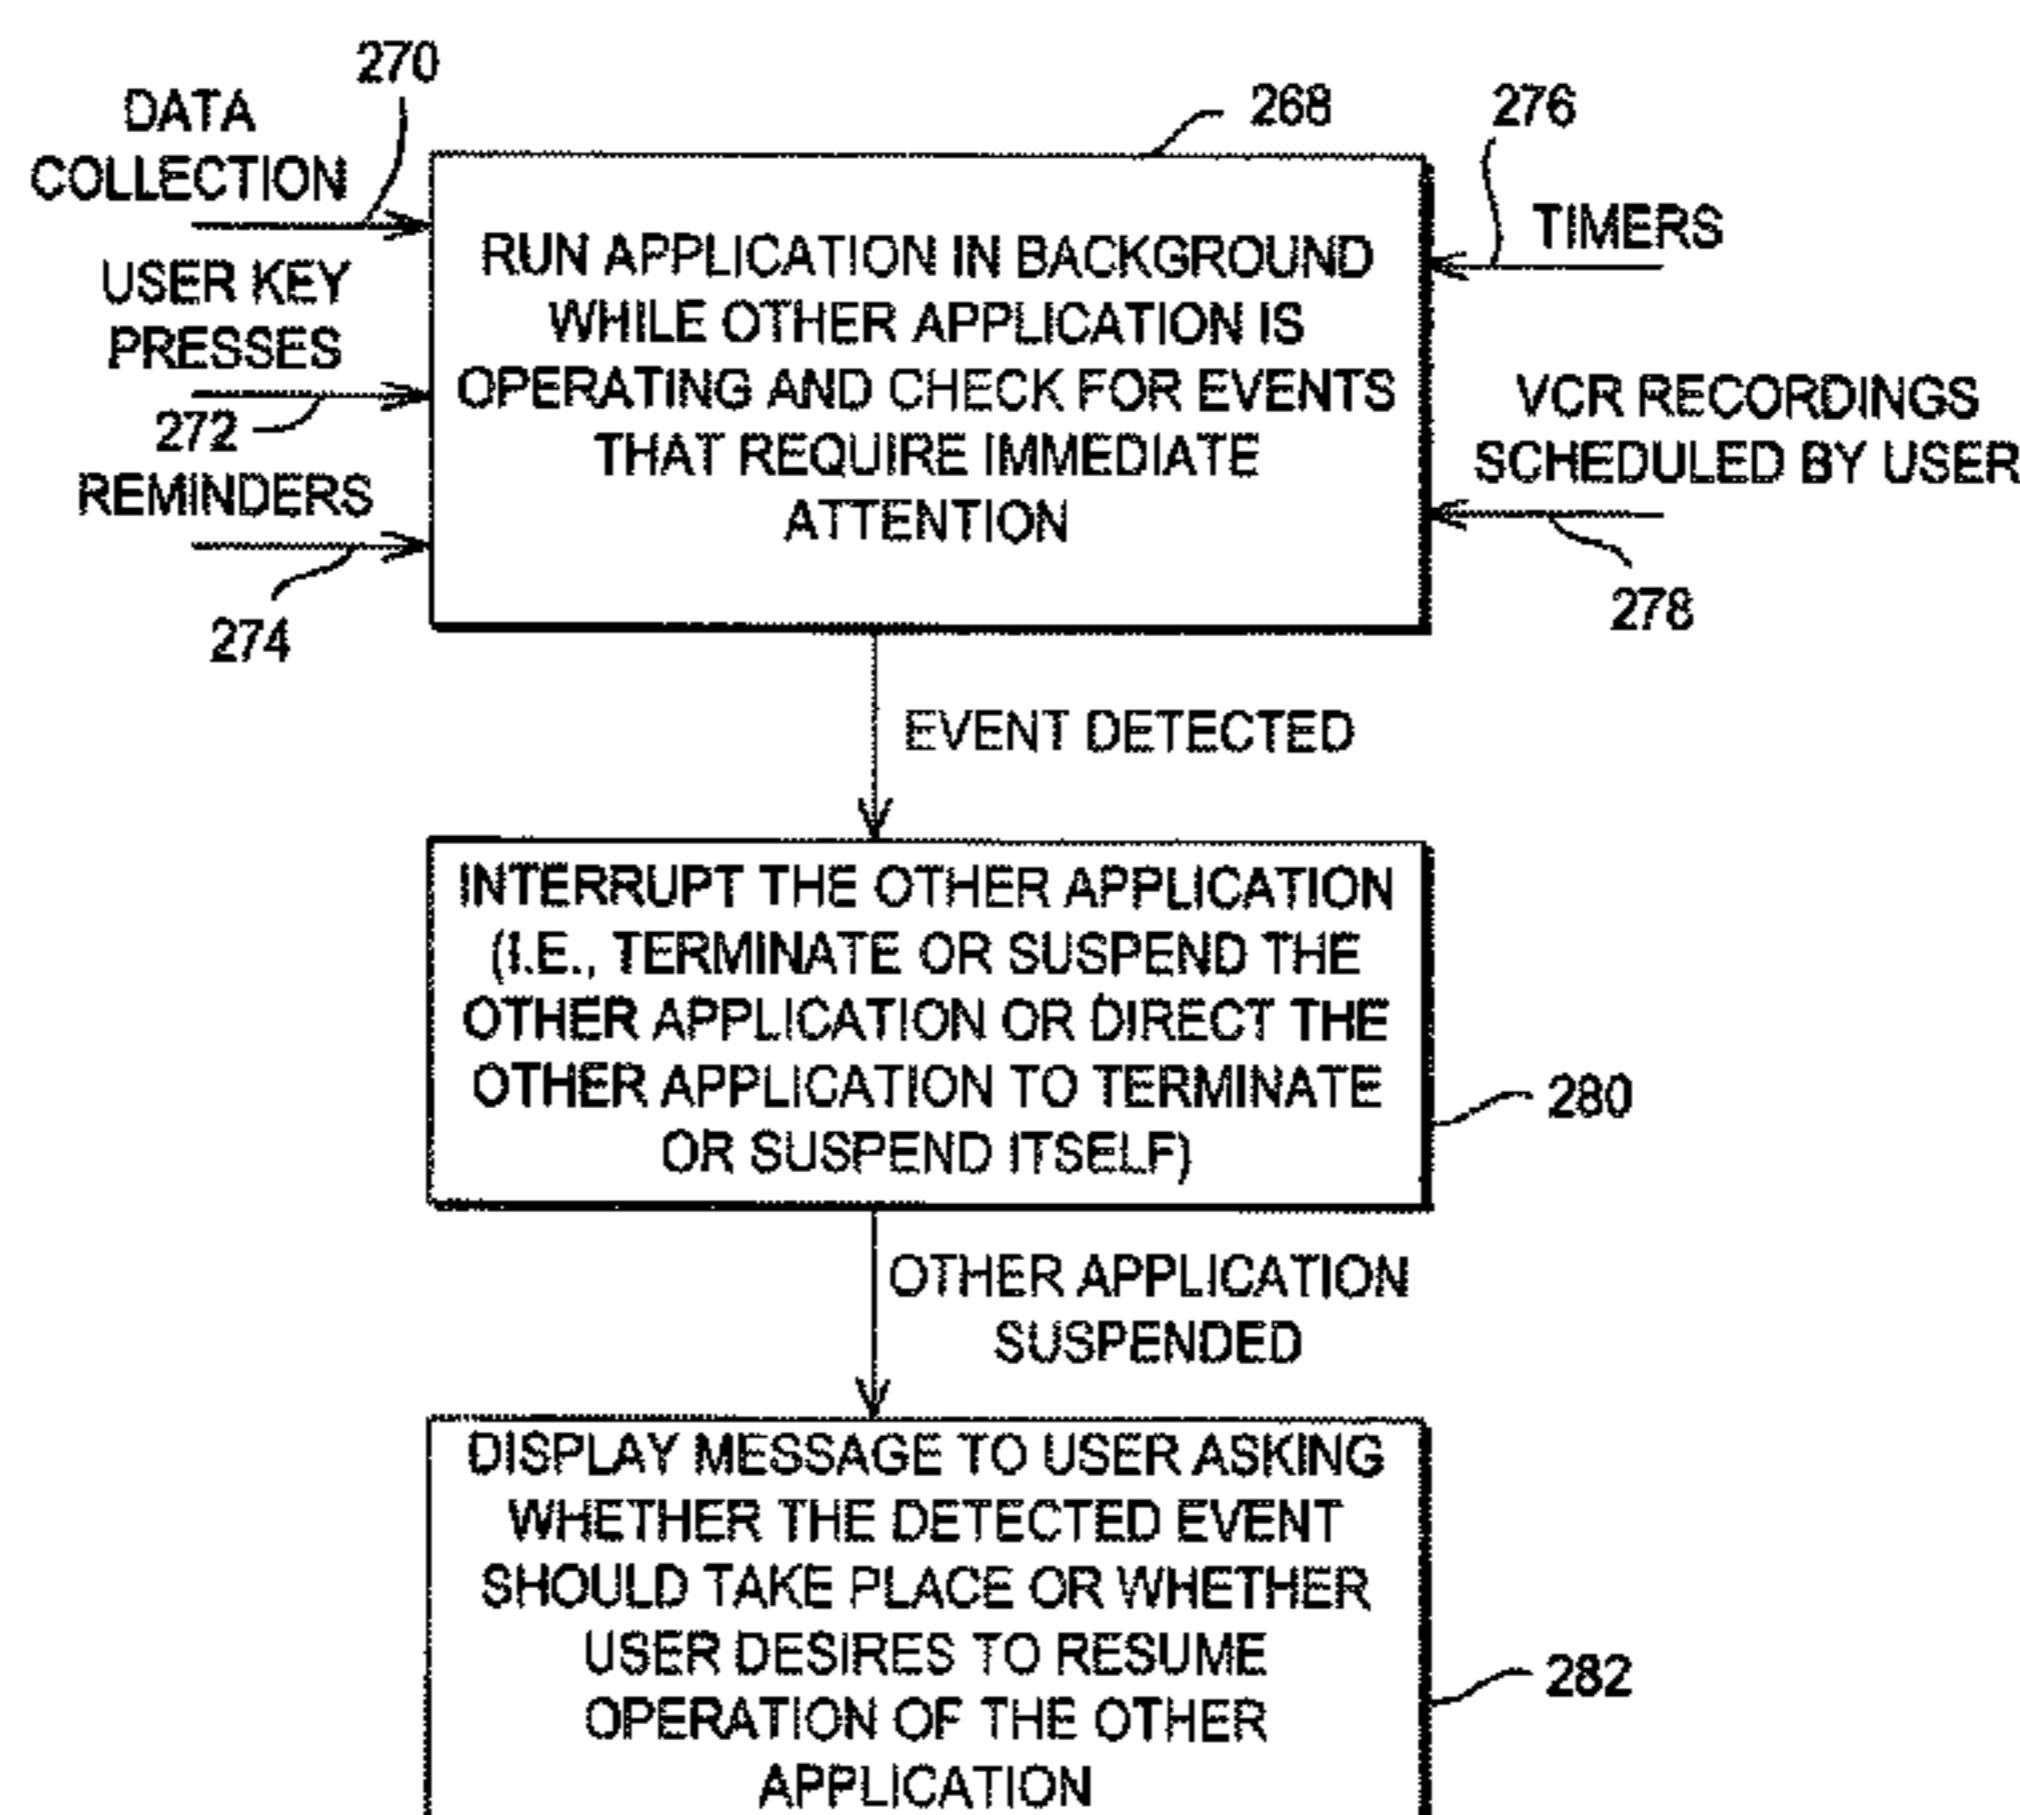 270
DATA
COLLECTION
268
276
TIMERS
USER KEY
PRESSES
272
REMINDERS
274
RUN APPLICATION IN BACKGROUND
WHILE OTHER APPLICATION IS
OPERATING AND CHECK FOR EVENTS
THAT REQUIRE IMMEDIATE
ATTENTION
VCR RECORDINGS
SCHEDULED BY USER
278
EVENT DETECTED
INTERRUPT THE OTHER APPLICATION
(I.E., TERMINATE OR SUSPEND THE
OTHER APPLICATION OR DIRECT THE
OTHER APPLICATION TO TERMINATE
OR SUSPEND ITSELF)
280
OTHER APPLICATION
SUSPENDED
DISPLAY MESSAGE TO USER ASKING
WHETHER THE DETECTED EVENT
SHOULD TAKE PLACE OR WHETHER
USER DESIRES TO RESUME
OPERATION OF THE OTHER
APPLICATION
282